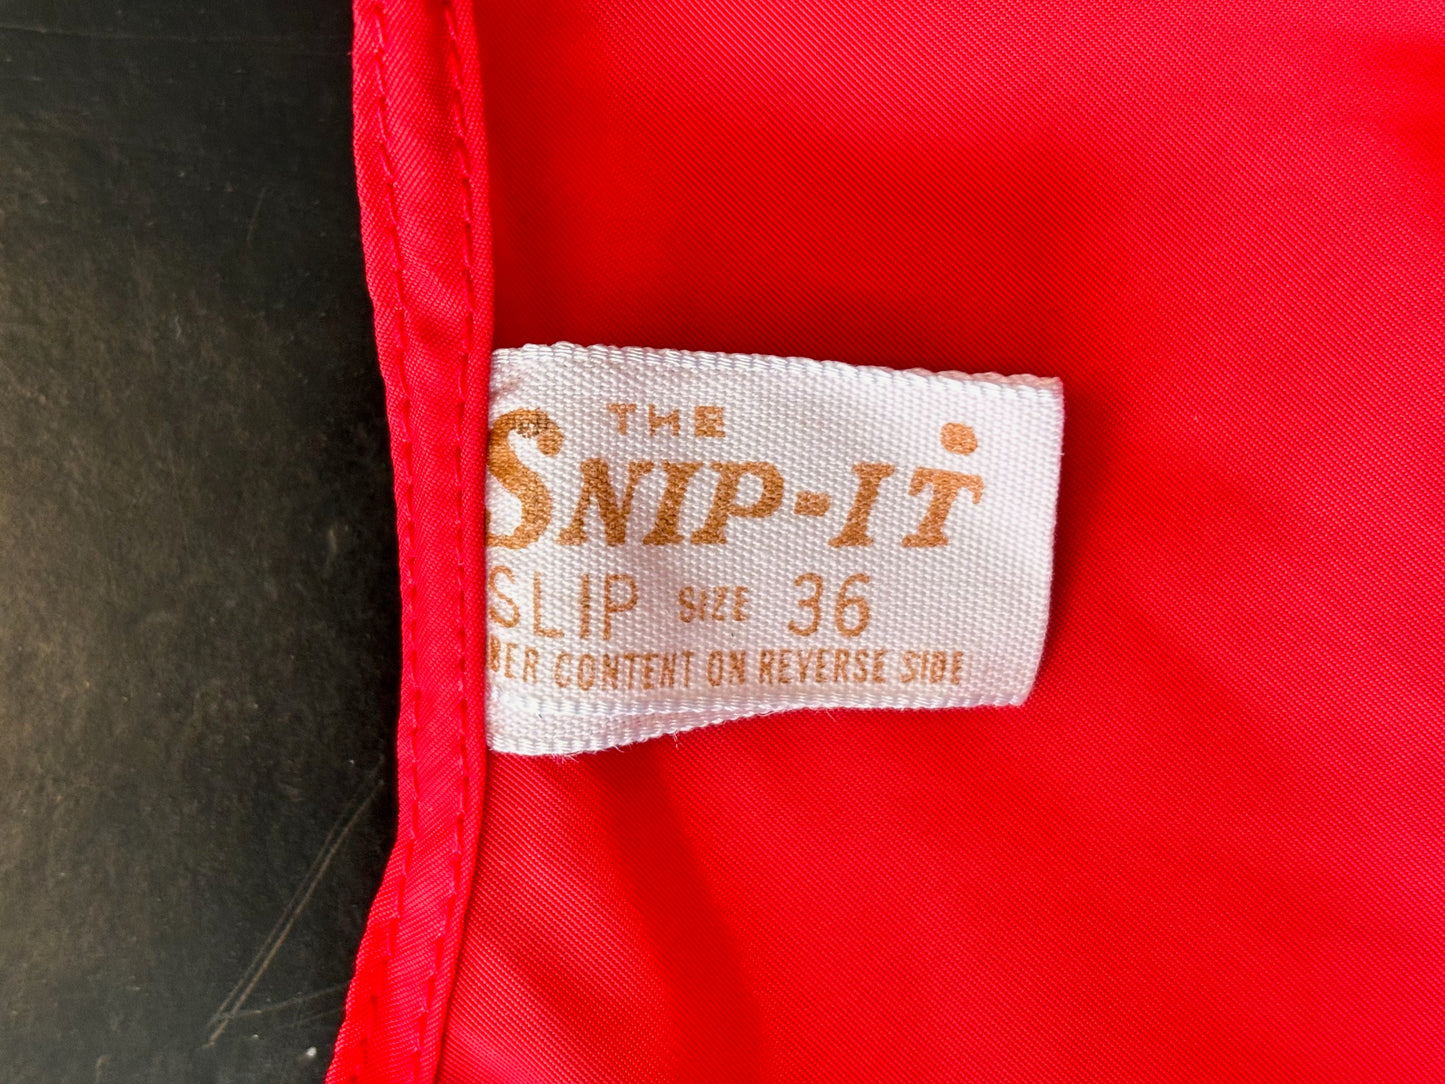 THE
SNIP-IT
SLIP SIZE 36
BER CONTENT ON REVERSE SIDE